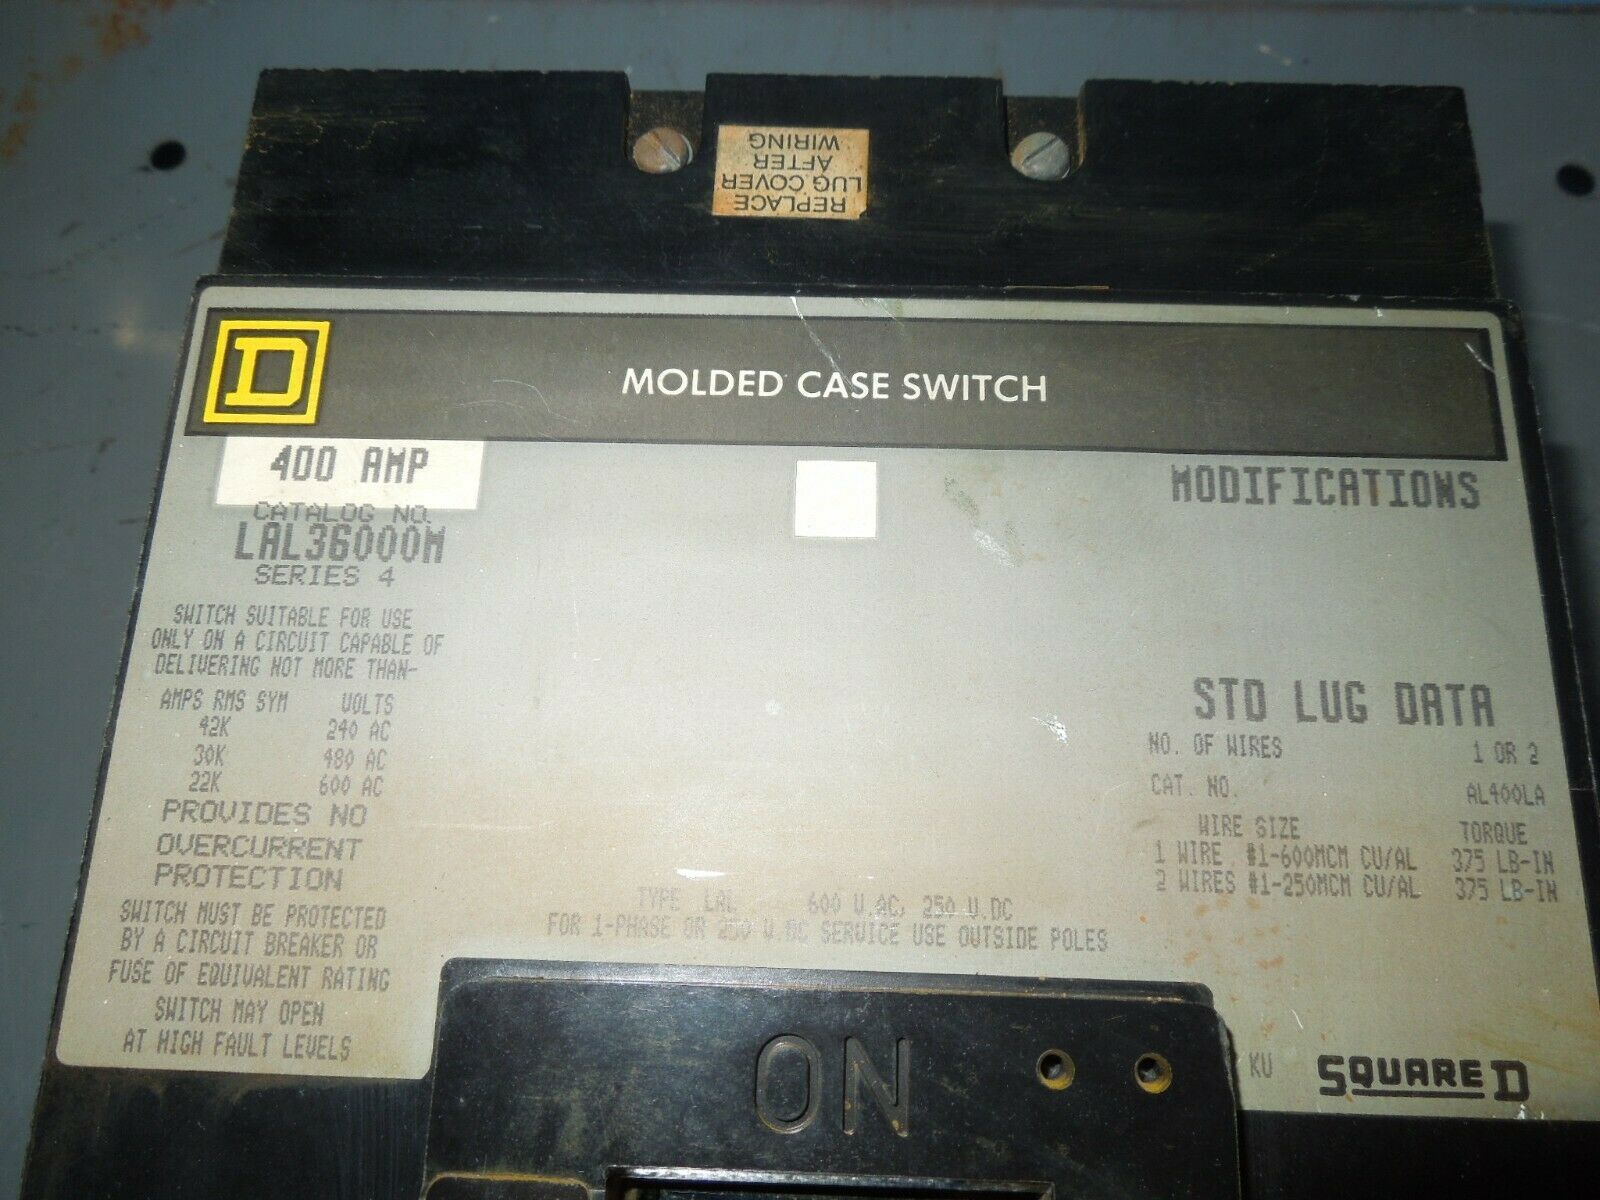 REPLACE
LUG COVER
AFTER
WIRING
D
MOLDED CASE SWITCH
400 AMP
CATALOG NO.
LAL36000M
SERIES 4
SWITCH SUITABLE FOR USE
ONLY ON A CIRCUIT CAPABLE OF
DELIVERING NOT MORE THAN-
AMPS RMS SYM VOLTS
42K 240 AC
30K 480 AC
22K 600 AC
PROVIDES NO
OVERCURRENT
PROTECTION
SWITCH MUST BE PROTECTED
BY A CIRCUIT BREAKER OR
FUSE OF EQUIVALENT RATING
SWITCH MAY OPEN
AT HIGH FAULT LEVELS
MODIFICATIONS
STD LUG DATA
NO. OF WIRES 1 OR 2
CAT. NO. AL400LA
WIRE SIZE TORQUE
1 WIRE #1-600MCM CU/AL 375 LB-IN
2 WIRES #1-250MCM CU/AL 375 LB-IN
TYPE LAL 600 V.AC, 250 V.DC
FOR 1-PHASE OR 250 V.DC SERVICE USE OUTSIDE POLES
ON
KU
SQUARE D